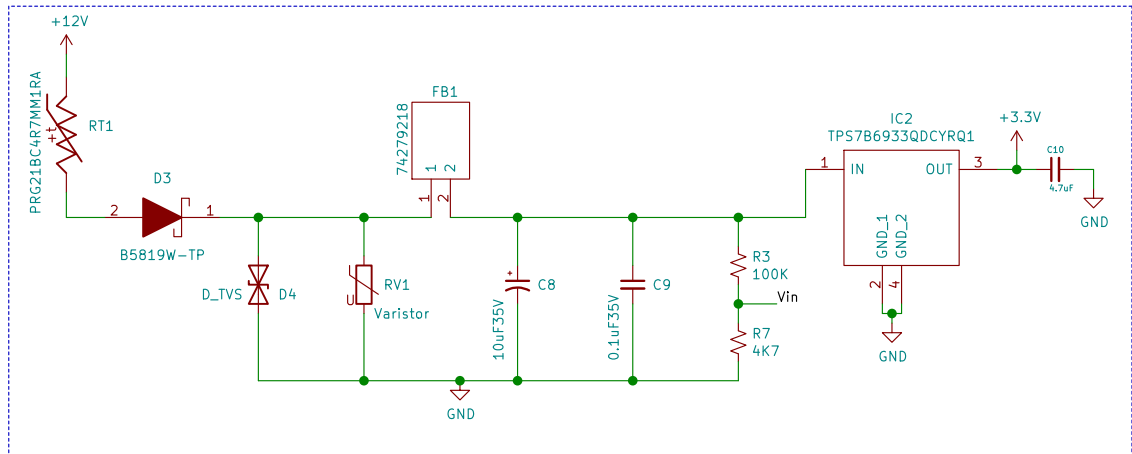 +12V
PRG21BC4R7MM1RA
+t
RT1
D3
2
1
B5819W-TP
D_TVS
D4
U
RV1
Varistor
FB1
74279218
1
2
1
2
GND
C8
10uF35V
+
C9
0.1uF35V
R3
100K
Vin
R7
4K7
IC2
TPS7B6933QDCYRQ1
1
IN
OUT
3
GND_1
GND_2
2
4
GND
+3.3V
C10
4.7uF
GND